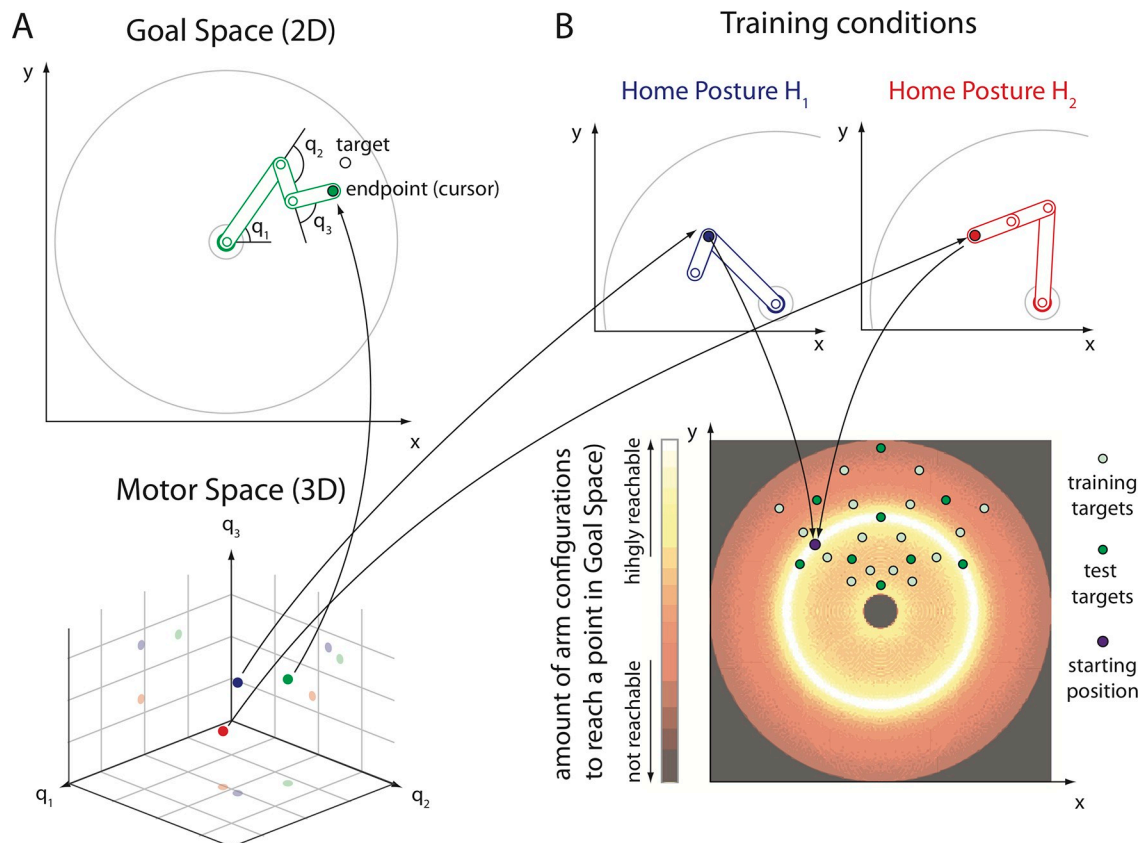 A
Goal Space (2D)
y
q2
target
endpoint (cursor)
q1
q3
x
Motor Space (3D)
q3
q1
q2
B
Training conditions
Home Posture H1
Home Posture H2
y
y
x
x
amount of arm configurations
to reach a point in Goal Space)
hihgly reachable
not reachable
y
x
training
targets
test
targets
starting
position